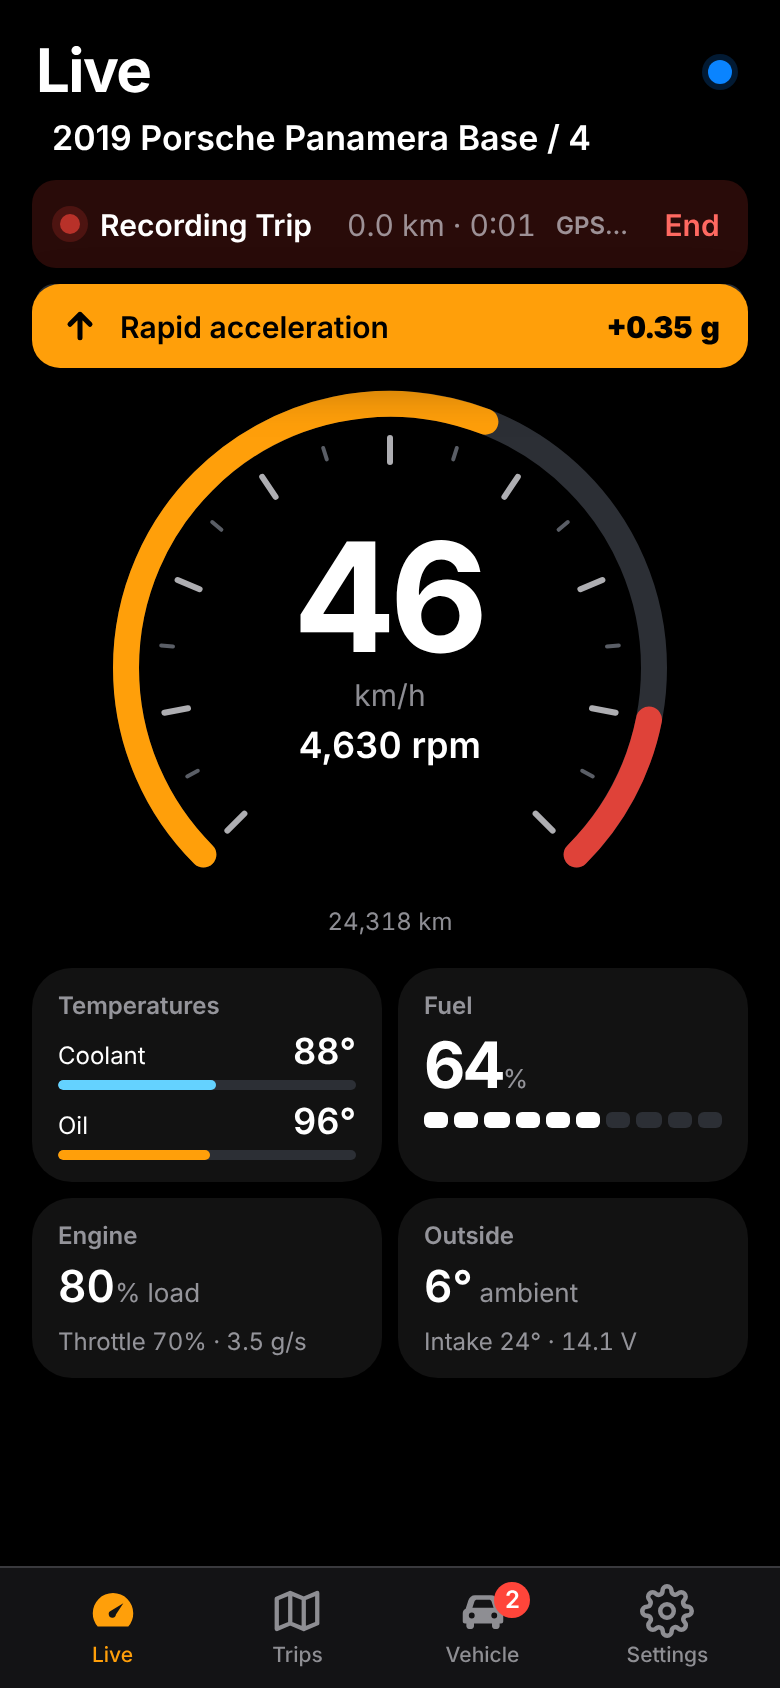 Live
2019 Porsche Panamera Base / 4
Recording Trip 0.0 km · 0:01 GPS... End
Rapid acceleration +0.35 g
46
km/h
4,630 rpm
24,318 km
Temperatures
Coolant 88°
Oil 96°
Fuel
64%
Engine
80% load
Throttle 70% · 3.5 g/s
Outside
6° ambient
Intake 24° · 14.1 V
2
Live Trips Vehicle Settings